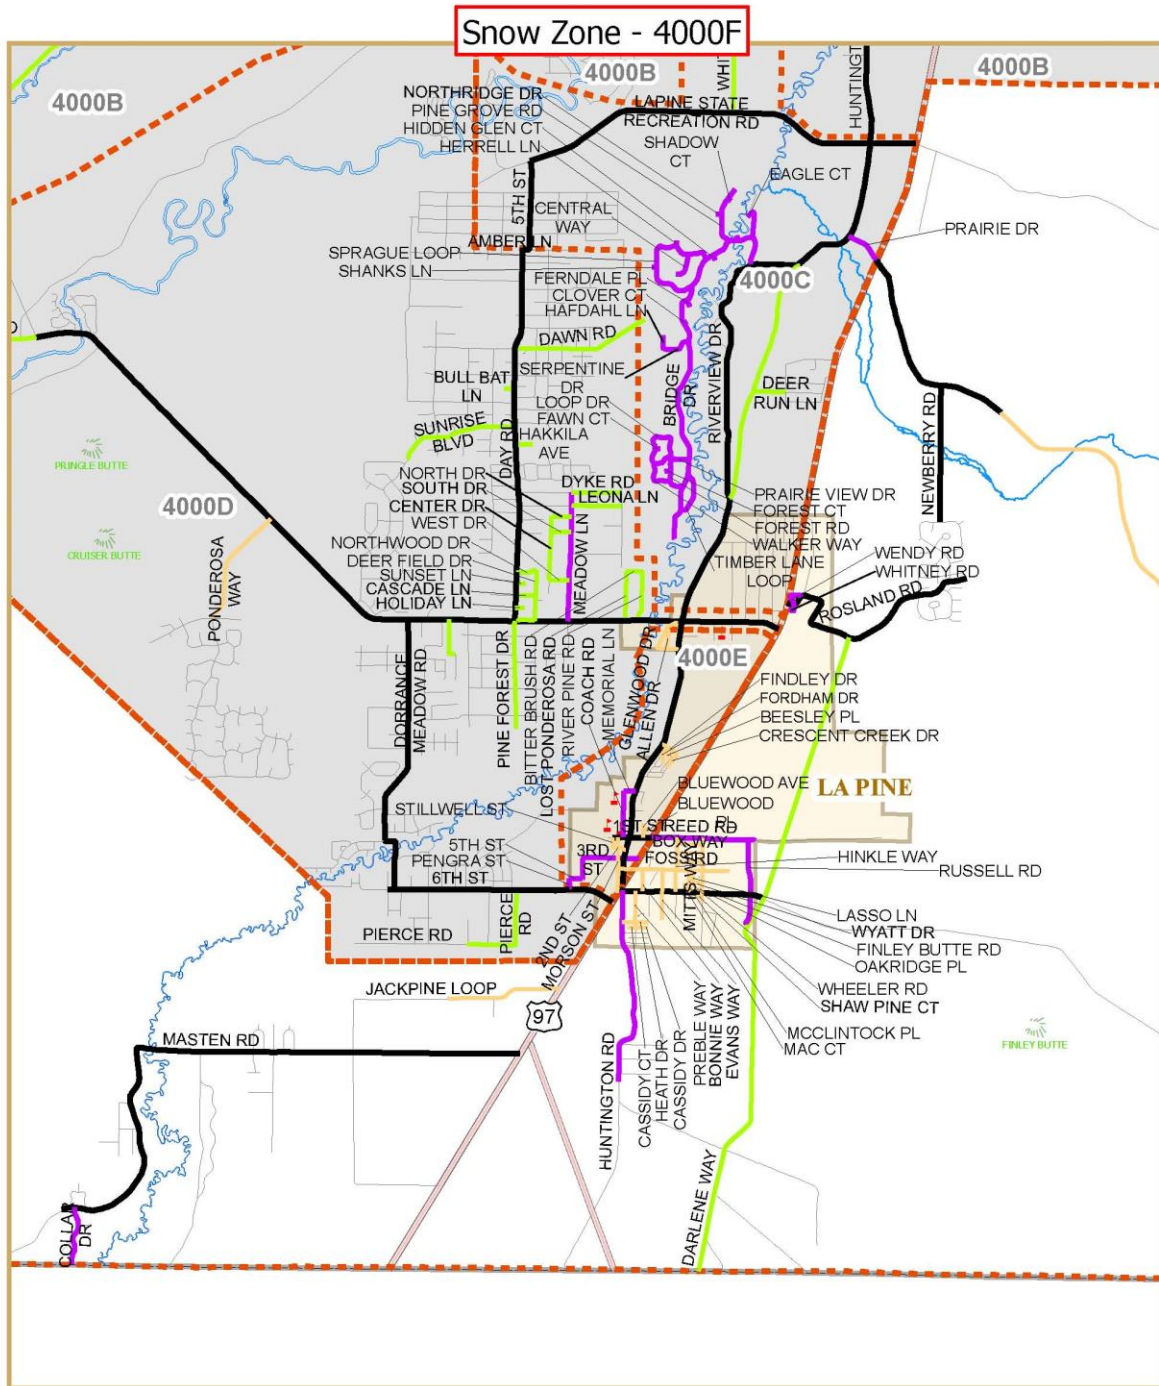 Snow Zone - 4000F
4000B
4000B
4000B
NORTHRIDGE DR
PINE GROVE RD
HIDDEN GLEN CT
HERRELL LN
WHI
HUNTINGT
LAPINE STATE
RECREATION RD
SHADOW
CT
EAGLE CT
5TH ST
CENTRAL
WAY
PRAIRIE DR
AMBER LN
SPRAGUE LOOP
SHANKS LN
FERNDALE PL
CLOVER CT
HAFDAHL LN
4000C
DAWN RD
SERPENTINE
DR
BRIDGE
DR
RIVERVIEW DR
BULL BAT
LN
DEER
RUN LN
LOOP DR
FAWN CT
SUNRISE
BLVD
DAY RD
HAKKILA
AVE
NEWBERRY RD
PRINGLE BUTTE
NORTH DR
SOUTH DR
CENTER DR
WEST DR
DYKE RD
LEONA LN
4000D
PRAIRIE VIEW DR
FOREST CT
FOREST RD
WALKER WAY
TIMBER LANE
LOOP
CRUISER BUTTE
NORTHWOOD DR
DEER FIELD DR
SUNSET LN
CASCADE LN
HOLIDAY LN
MEADOW LN
WENDY RD
WHITNEY RD
ROSLAND RD
PONDEROSA
WAY
4000E
DORRANCE
MEADOW RD
PINE FOREST DR
BITTER BRUSH RD
LOST PONDEROSA RD
RIVER PINE RD
COACH RD
MEMORIAL LN
GLENWOOD DR
ALLEN DR
FINDLEY DR
FORDHAM DR
BEESLEY PL
CRESCENT CREEK DR
BLUEWOOD AVE
BLUEWOOD
PL
LA PINE
STILLWELL ST
1ST ST
REED RD
BOX WAY
FOSS RD
3RD
ST
5TH ST
PENGRA ST
6TH ST
MITTS WAY
HINKLE WAY
RUSSELL RD
PIERCE RD
PIERCE
RD
2ND ST
MORSON ST
LASSO LN
WYATT DR
FINLEY BUTTE RD
OAKRIDGE PL
WHEELER RD
SHAW PINE CT
JACKPINE LOOP
97
MCCLINTOCK PL
MAC CT
MASTEN RD
FINLEY BUTTE
HUNTINGTON RD
CASSIDY CT
HEATH DR
CASSIDY DR
PREBLE WAY
BONNIE WAY
EVANS WAY
DARLENE WAY
COLLAR
DR